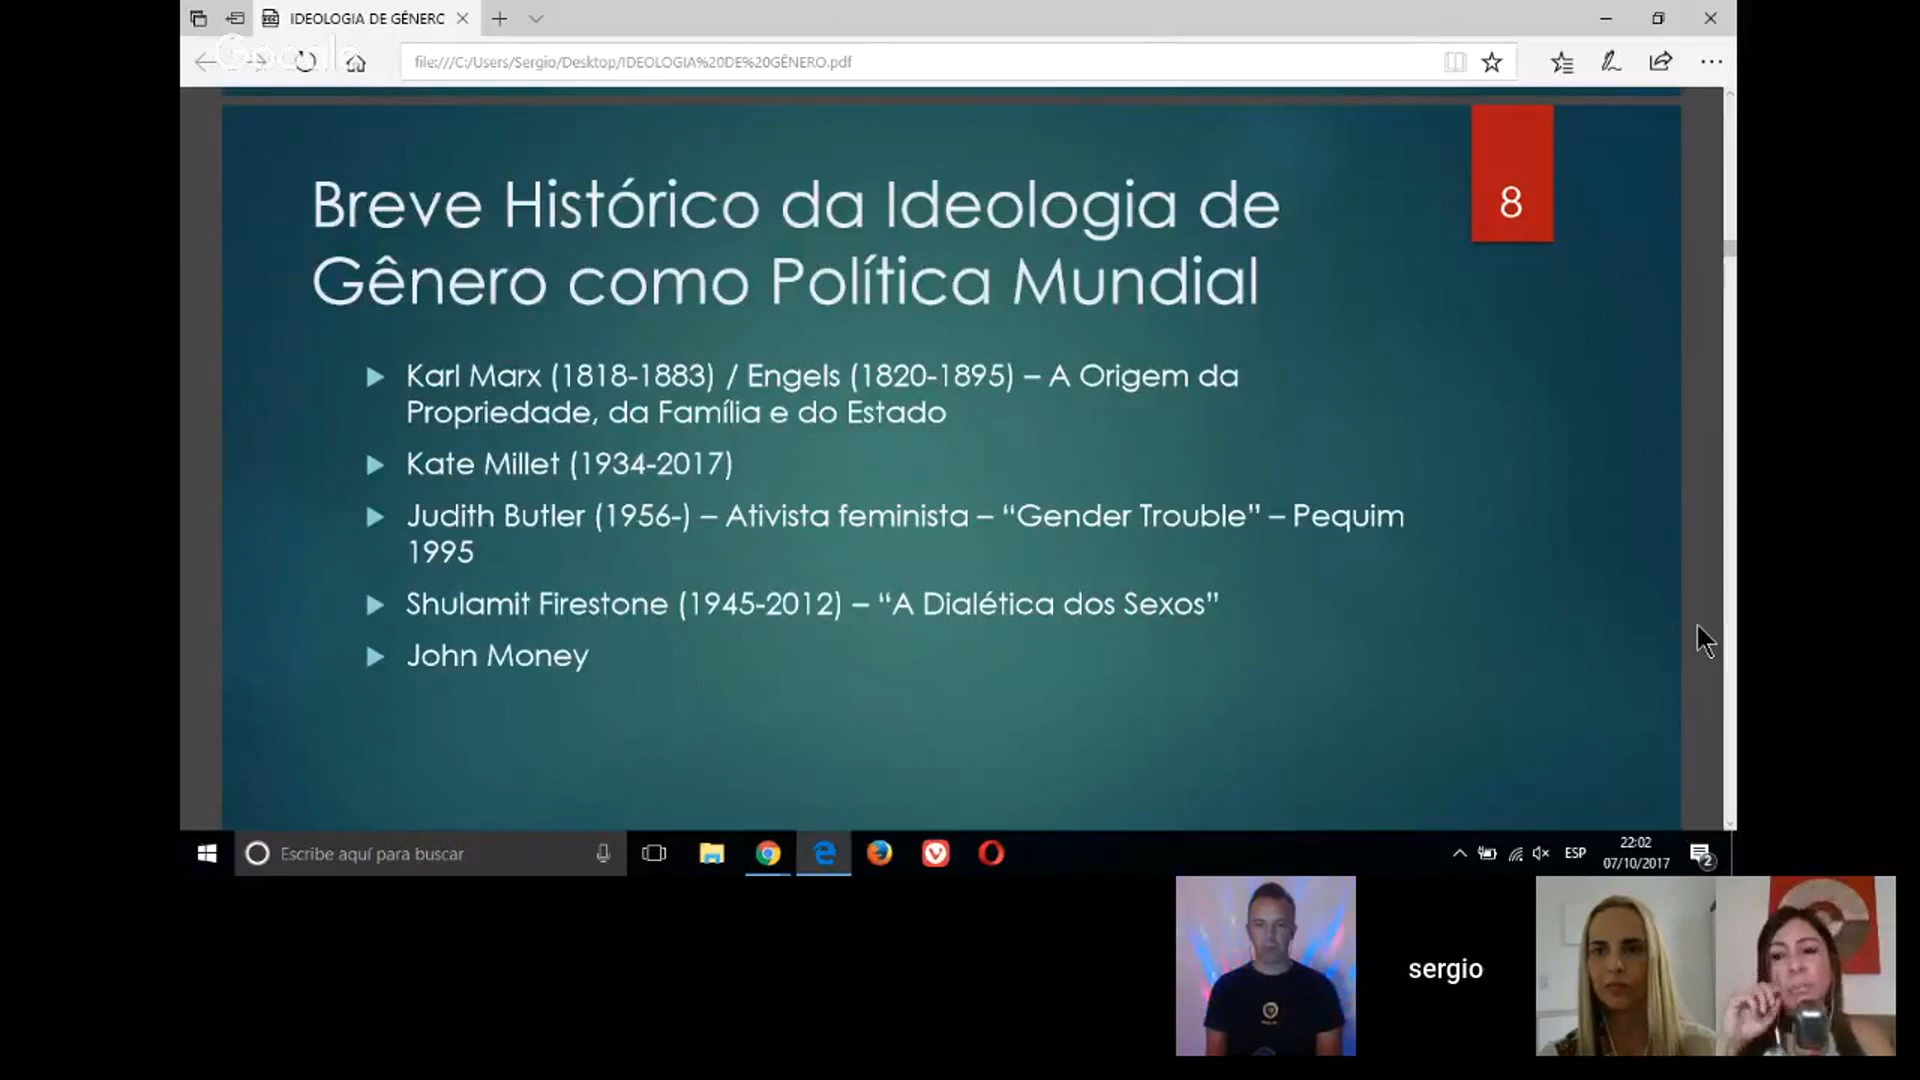 IDEOLOGIA DE GÊNERC
Google
file:///C:/Users/Sergio/Desktop/IDEOLOGIA%20DE%20GÊNERO.pdf
8
Breve Histórico da Ideologia de
Gênero como Política Mundial
Karl Marx (1818-1883) / Engels (1820-1895) – A Origem da
Propriedade, da Família e do Estado
Kate Millet (1934-2017)
Judith Butler (1956-) – Ativista feminista – “Gender Trouble” – Pequim
1995
Shulamit Firestone (1945-2012) – “A Dialética dos Sexos”
John Money
Escribe aquí para buscar
ESP
22:02
07/10/2017
2
sergio